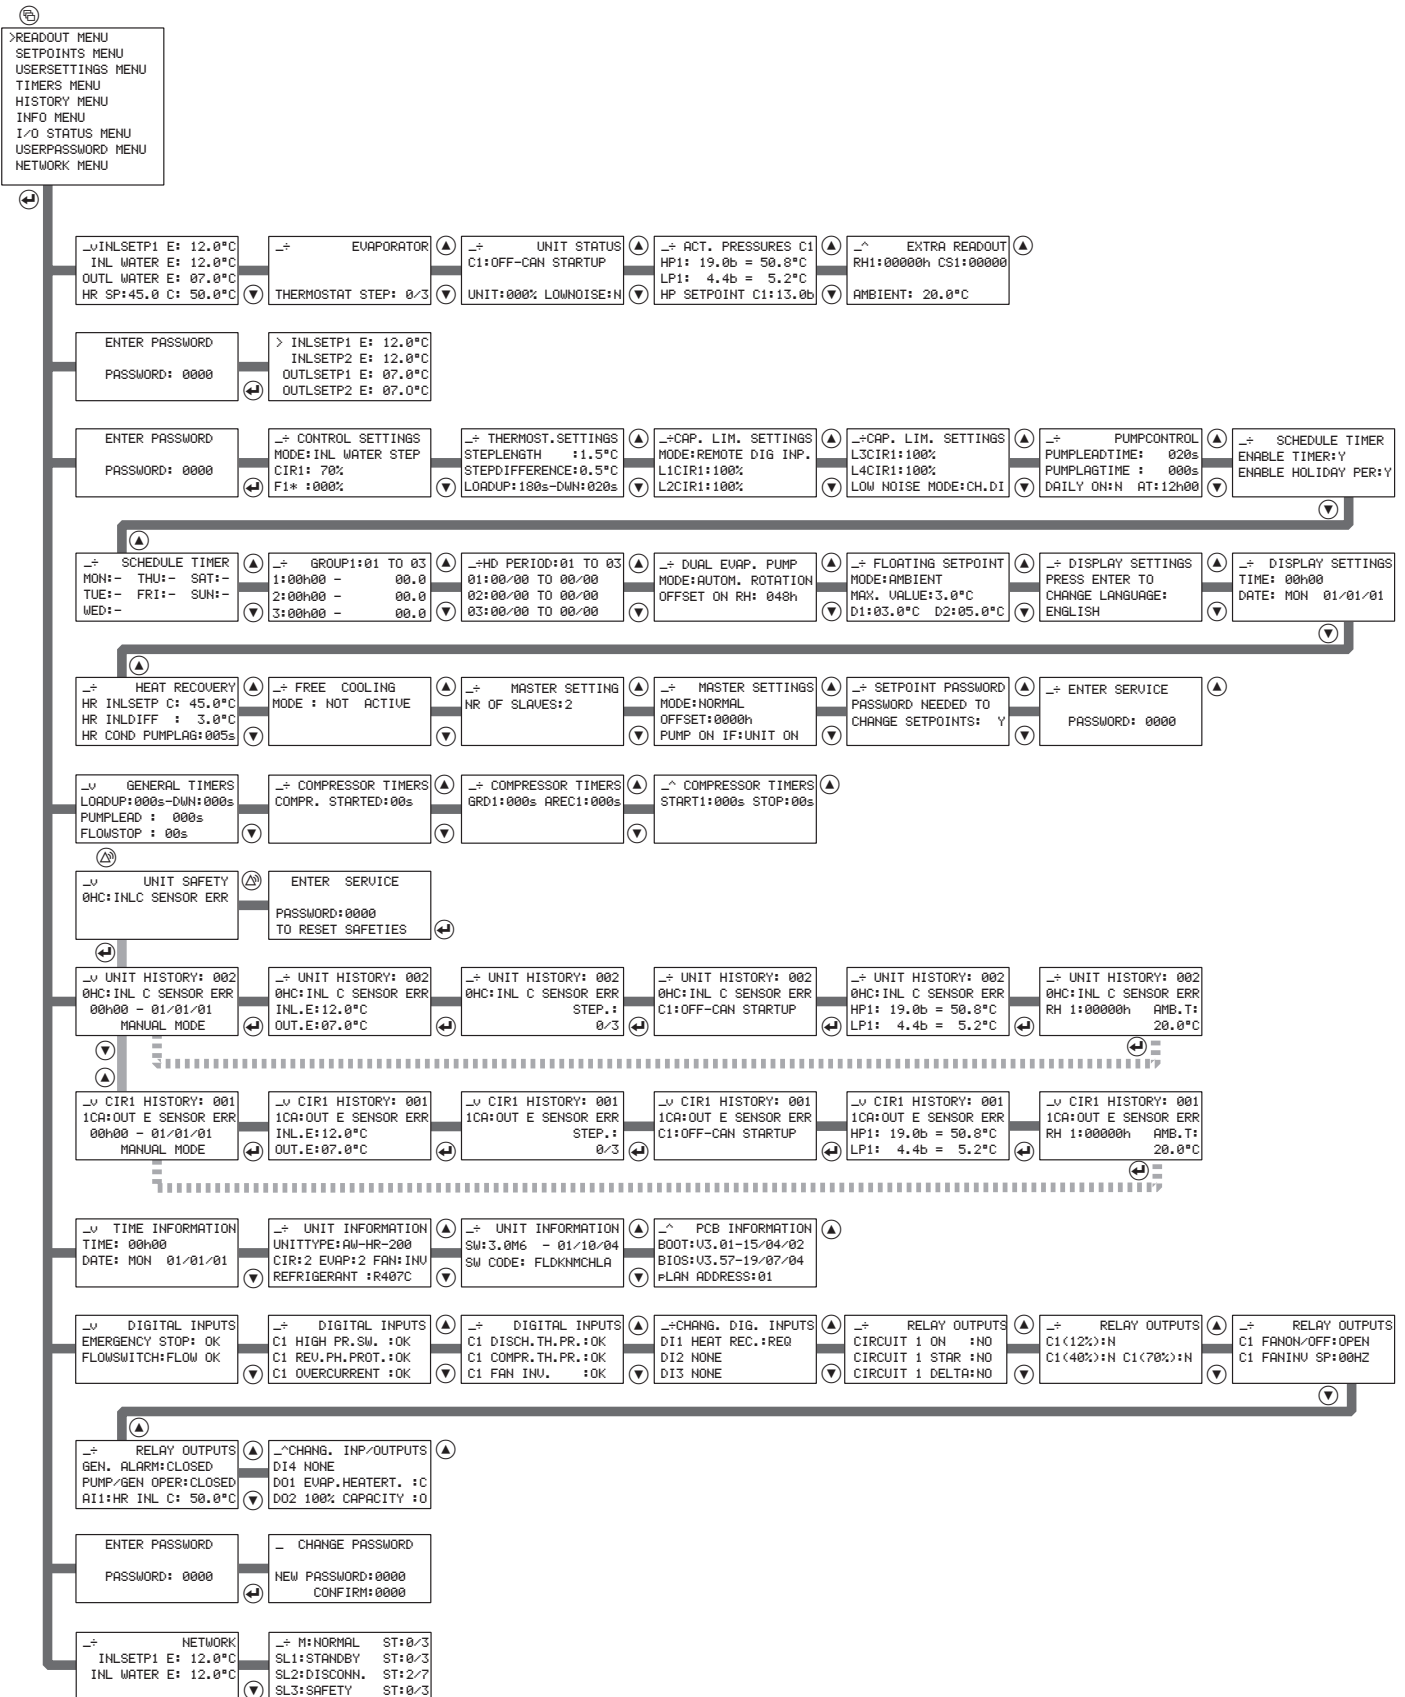 >READOUT MENU
SETPOINTS MENU
USERSETTINGS MENU
TIMERS MENU
HISTORY MENU
INFO MENU
I/O STATUS MENU
USERPASSWORD MENU
NETWORK MENU
_vINLSETP1 E: 12.0°C
INL WATER E: 12.0°C
OUTL WATER E: 07.0°C
HR SP:45.0 C: 50.0°C
_÷ EVAPORATOR
THERMOSTAT STEP: 0/3
_÷ UNIT STATUS
C1:OFF-CAN STARTUP
UNIT:000% LOWNOISE:N
_÷ ACT. PRESSURES C1
HP1: 19.0b = 50.8°C
LP1: 4.4b = 5.2°C
HP SETPOINT C1:13.0b
_^ EXTRA READOUT
RH1:00000h CS1:00000
AMBIENT: 20.0°C
ENTER PASSWORD
PASSWORD: 0000
> INLSETP1 E: 12.0°C
INLSETP2 E: 12.0°C
OUTLSETP1 E: 07.0°C
OUTLSETP2 E: 07.0°C
ENTER PASSWORD
PASSWORD: 0000
_÷ CONTROL SETTINGS
MODE:INL WATER STEP
CIR1: 70%
F1* :000%
_÷ THERMOST.SETTINGS
STEPLENGTH :1.5°C
STEPDIFFERENCE:0.5°C
LOADUP:180s-DWN:020s
_÷CAP. LIM. SETTINGS
MODE:REMOTE DIG INP.
L1CIR1:100%
L2CIR1:100%
_÷CAP. LIM. SETTINGS
L3CIR1:100%
L4CIR1:100%
LOW NOISE MODE:CH.DI
_÷ PUMPCONTROL
PUMPLEADTIME: 020s
PUMPLAGTIME : 000s
DAILY ON:N AT:12h00
_÷ SCHEDULE TIMER
ENABLE TIMER:Y
ENABLE HOLIDAY PER:Y
_÷ SCHEDULE TIMER
MON:- THU:- SAT:-
TUE:- FRI:- SUN:-
WED:-
_÷ GROUP1:01 TO 03
1:00h00 - 00.0
2:00h00 - 00.0
3:00h00 - 00.0
_÷HD PERIOD:01 TO 03
01:00/00 TO 00/00
02:00/00 TO 00/00
03:00/00 TO 00/00
_÷ DUAL EVAP. PUMP
MODE:AUTOM. ROTATION
OFFSET ON RH: 048h
_÷ FLOATING SETPOINT
MODE:AMBIENT
MAX. VALUE:3.0°C
D1:03.0°C D2:05.0°C
_÷ DISPLAY SETTINGS
PRESS ENTER TO
CHANGE LANGUAGE:
ENGLISH
_÷ DISPLAY SETTINGS
TIME: 00h00
DATE: MON 01/01/01
_÷ HEAT RECOVERY
HR INLSETP C: 45.0°C
HR INLDIFF : 3.0°C
HR COND PUMPLAG:005s
_÷ FREE COOLING
MODE : NOT ACTIVE
_÷ MASTER SETTING
NR OF SLAVES:2
_÷ MASTER SETTINGS
MODE:NORMAL
OFFSET:0000h
PUMP ON IF:UNIT ON
_÷ SETPOINT PASSWORD
PASSWORD NEEDED TO
CHANGE SETPOINTS: Y
_÷ ENTER SERVICE
PASSWORD: 0000
_v GENERAL TIMERS
LOADUP:000s-DWN:000s
PUMPLEAD : 000s
FLOWSTOP : 00s
_÷ COMPRESSOR TIMERS
COMPR. STARTED:00s
_÷ COMPRESSOR TIMERS
GRD1:000s AREC1:000s
_^ COMPRESSOR TIMERS
START1:000s STOP:00s
_v UNIT SAFETY
0HC:INLC SENSOR ERR
ENTER SERVICE
PASSWORD:0000
TO RESET SAFETIES
_v UNIT HISTORY: 002
0HC:INL C SENSOR ERR
00h00 - 01/01/01
MANUAL MODE
_÷ UNIT HISTORY: 002
0HC:INL C SENSOR ERR
INL.E:12.0°C
OUT.E:07.0°C
_÷ UNIT HISTORY: 002
0HC:INL C SENSOR ERR
STEP.:
0/3
_÷ UNIT HISTORY: 002
0HC:INL C SENSOR ERR
C1:OFF-CAN STARTUP
_÷ UNIT HISTORY: 002
0HC:INL C SENSOR ERR
HP1: 19.0b = 50.8°C
LP1: 4.4b = 5.2°C
_÷ UNIT HISTORY: 002
0HC:INL C SENSOR ERR
RH 1:00000h AMB.T:
20.0°C
_v CIR1 HISTORY: 001
1CA:OUT E SENSOR ERR
00h00 - 01/01/01
MANUAL MODE
_v CIR1 HISTORY: 001
1CA:OUT E SENSOR ERR
INL.E:12.0°C
OUT.E:07.0°C
_v CIR1 HISTORY: 001
1CA:OUT E SENSOR ERR
STEP.:
0/3
_v CIR1 HISTORY: 001
1CA:OUT E SENSOR ERR
C1:OFF-CAN STARTUP
_v CIR1 HISTORY: 001
1CA:OUT E SENSOR ERR
HP1: 19.0b = 50.8°C
LP1: 4.4b = 5.2°C
_v CIR1 HISTORY: 001
1CA:OUT E SENSOR ERR
RH 1:00000h AMB.T:
20.0°C
_v TIME INFORMATION
TIME: 00h00
DATE: MON 01/01/01
_÷ UNIT INFORMATION
UNITTYPE:AW-HR-200
CIR:2 EVAP:2 FAN:INV
REFRIGERANT :R407C
_÷ UNIT INFORMATION
SW:3.0M6 - 01/10/04
SW CODE: FLDKNMCHLA
_^ PCB INFORMATION
BOOT:V3.01-15/04/02
BIOS:V3.57-19/07/04
pLAN ADDRESS:01
_v DIGITAL INPUTS
EMERGENCY STOP: OK
FLOWSWITCH:FLOW OK
_÷ DIGITAL INPUTS
C1 HIGH PR.SW. :OK
C1 REV.PH.PROT.:OK
C1 OVERCURRENT :OK
_÷ DIGITAL INPUTS
C1 DISCH.TH.PR.:OK
C1 COMPR.TH.PR.:OK
C1 FAN INV. :OK
_÷CHANG. DIG. INPUTS
DI1 HEAT REC.:REQ
DI2 NONE
DI3 NONE
_÷ RELAY OUTPUTS
CIRCUIT 1 ON :NO
CIRCUIT 1 STAR :NO
CIRCUIT 1 DELTA:NO
_÷ RELAY OUTPUTS
C1(12%):N
C1(40%):N C1(70%):N
_÷ RELAY OUTPUTS
C1 FANON/OFF:OPEN
C1 FANINV SP:00HZ
_÷ RELAY OUTPUTS
GEN. ALARM:CLOSED
PUMP/GEN OPER:CLOSED
AI1:HR INL C: 50.0°C
_^CHANG. INP/OUTPUTS
DI4 NONE
DO1 EVAP.HEATERT. :C
DO2 100% CAPACITY :O
ENTER PASSWORD
PASSWORD: 0000
_ CHANGE PASSWORD
NEW PASSWORD:0000
CONFIRM:0000
_÷ NETWORK
INLSETP1 E: 12.0°C
INL WATER E: 12.0°C
_÷ M:NORMAL ST:0/3
SL1:STANDBY ST:0/3
SL2:DISCONN. ST:2/7
SL3:SAFETY ST:0/3